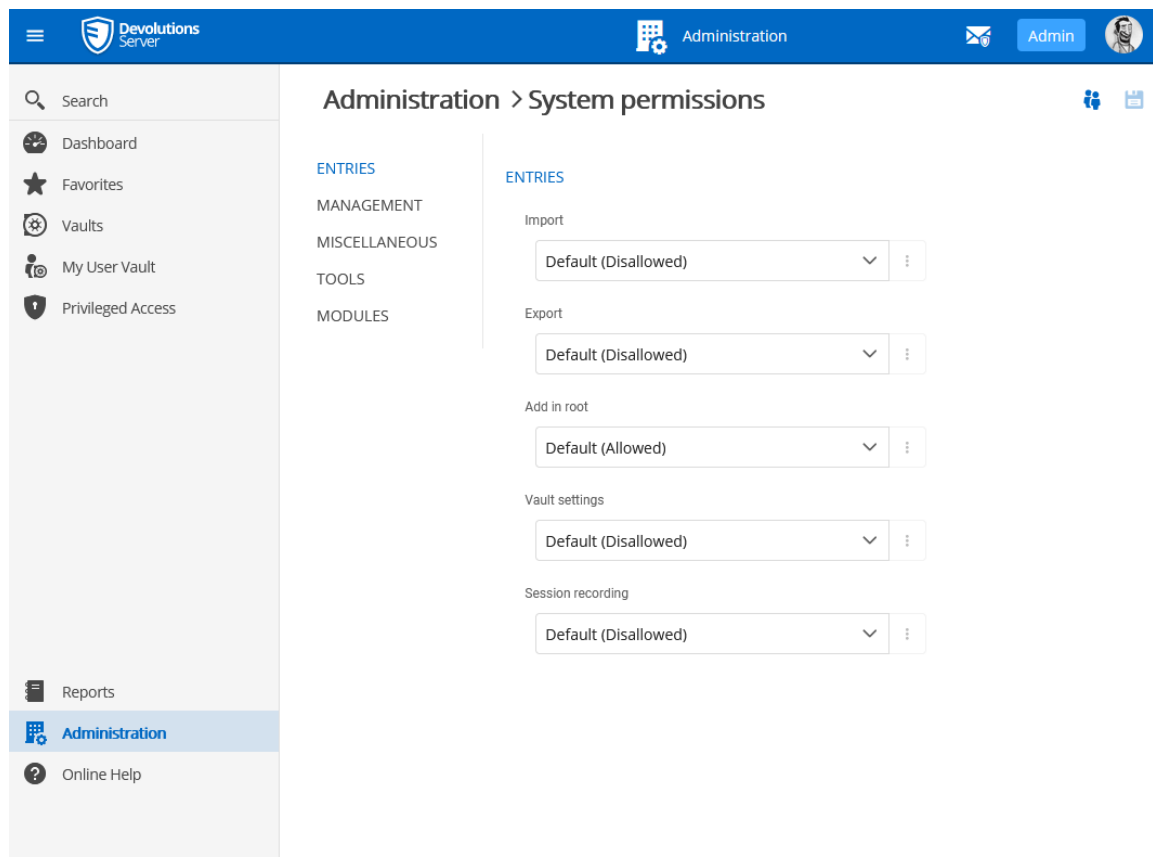 Devolutions
Server
Administration
Admin
Search
Dashboard
Favorites
Vaults
My User Vault
Privileged Access
Reports
Administration
Online Help
Administration > System permissions
ENTRIES
MANAGEMENT
MISCELLANEOUS
TOOLS
MODULES
ENTRIES
Import
Default (Disallowed)
Export
Default (Disallowed)
Add in root
Default (Allowed)
Vault settings
Default (Disallowed)
Session recording
Default (Disallowed)